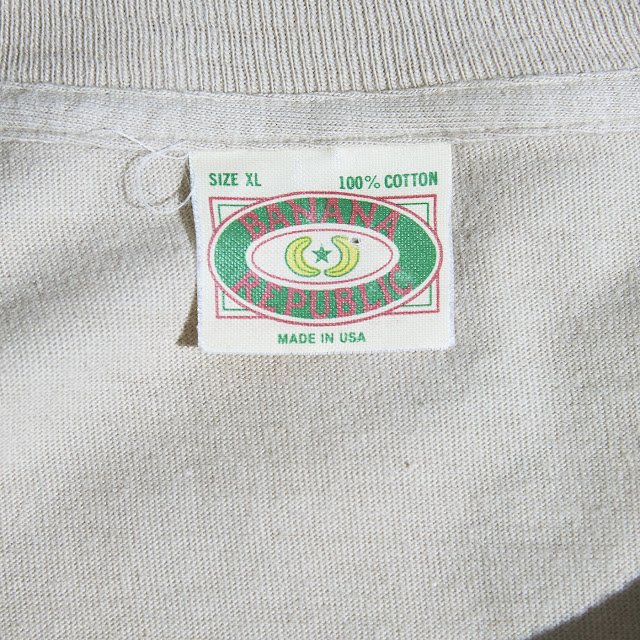 SIZE XL 100% COTTON
BANANA
REPUBLIC
MADE IN USA